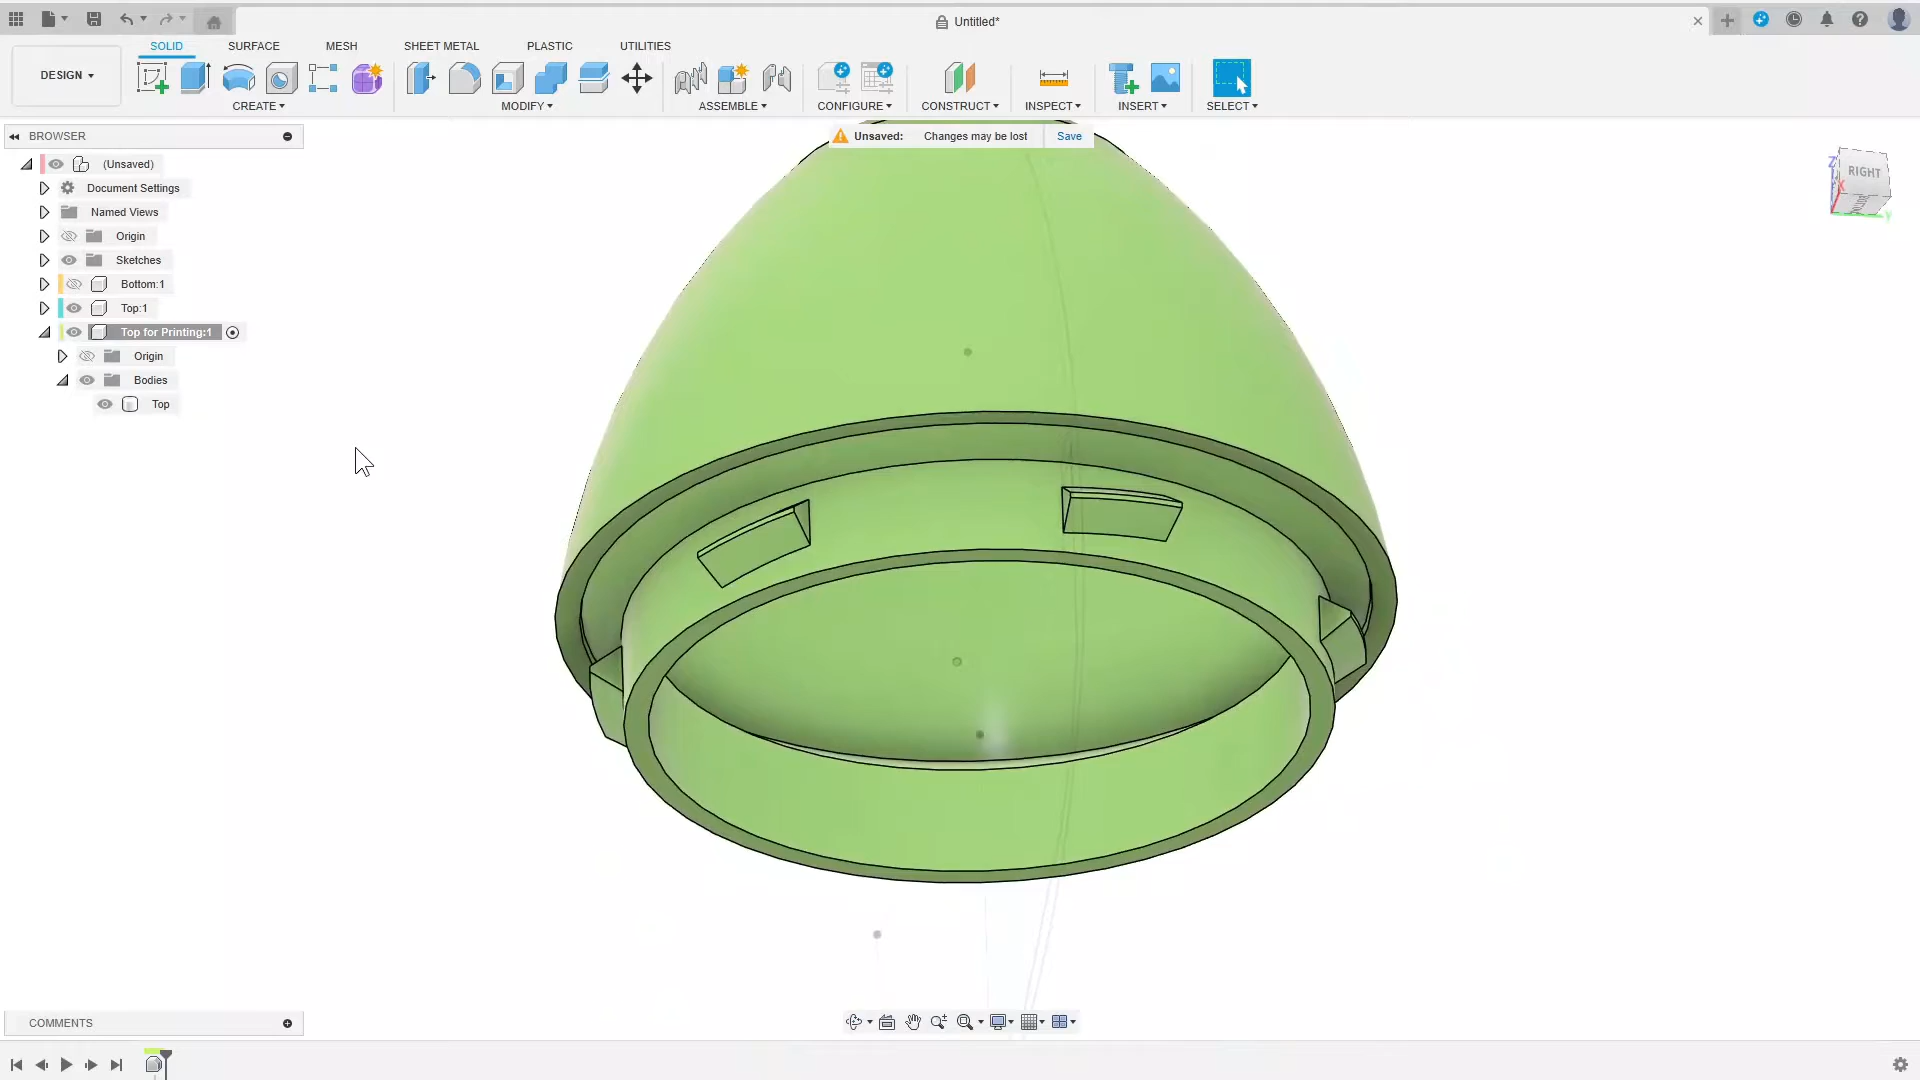 Untitled*
DESIGN
SOLID
SURFACE
MESH
SHEET METAL
PLASTIC
UTILITIES
CREATE
MODIFY
ASSEMBLE
CONFIGURE
CONSTRUCT
INSPECT
INSERT
SELECT
BROWSER
Unsaved: Changes may be lost Save
(Unsaved)
Document Settings
Named Views
Origin
Sketches
Bottom:1
Top:1
Top for Printing:1
Origin
Bodies
Top
Z
X
Y
RIGHT
COMMENTS